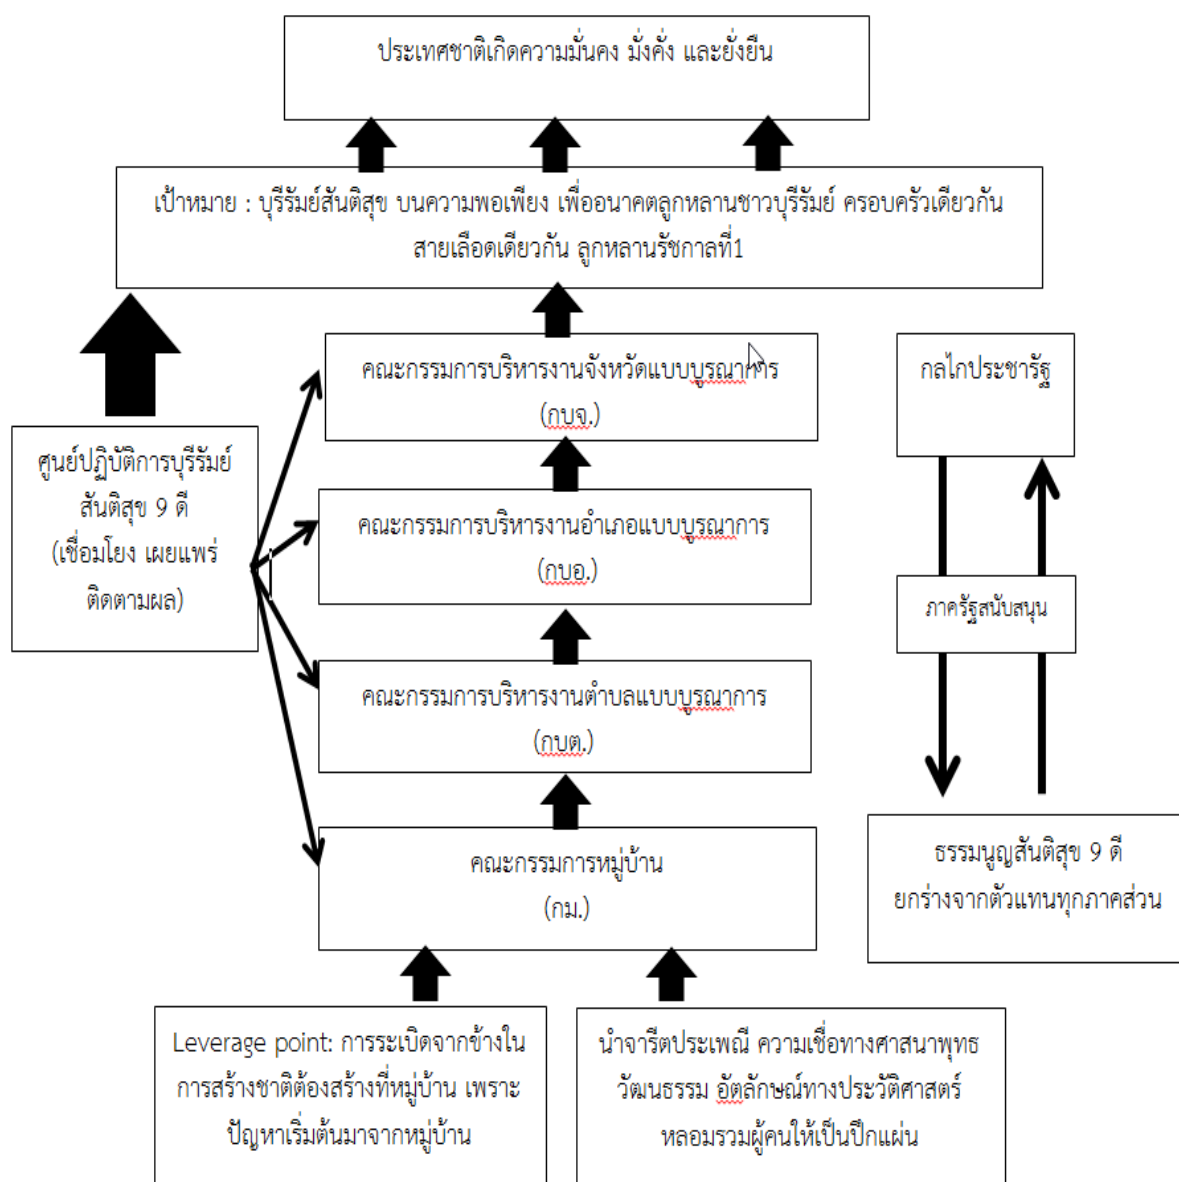 ประเทศชาติเกิดความมั่นคง มั่งคั่ง และยั่งยืน
เป้าหมาย : บุรีรัมย์สันติสุข บนความพอเพียง เพื่ออนาคตลูกหลานชาวบุรีรัมย์ ครอบครัวเดียวกัน
สายเลือดเดียวกัน ลูกหลานรัชกาลที่1
คณะกรรมการบริหารงานจังหวัดแบบบูรณาการ
(กบจ.)
กลไกประชารัฐ
ศูนย์ปฏิบัติการบุรีรัมย์
สันติสุข 9 ดี
(เชื่อมโยง เผยแพร่
ติดตามผล)
คณะกรรมการบริหารงานอำเภอแบบบูรณาการ
(กบอ.)
ภาครัฐสนับสนุน
คณะกรรมการบริหารงานตำบลแบบบูรณาการ
(กบต.)
คณะกรรมการหมู่บ้าน
(กม.)
ธรรมนูญสันติสุข 9 ดี
ยกร่างจากตัวแทนทุกภาคส่วน
Leverage point: การระเบิดจากข้างใน
การสร้างชาติต้องสร้างที่หมู่บ้าน เพราะ
ปัญหาเริ่มต้นมาจากหมู่บ้าน
นำจารีตประเพณี ความเชื่อทางศาสนาพุทธ
วัฒนธรรม อัตลักษณ์ทางประวัติศาสตร์
หลอมรวมผู้คนให้เป็นปึกแผ่น